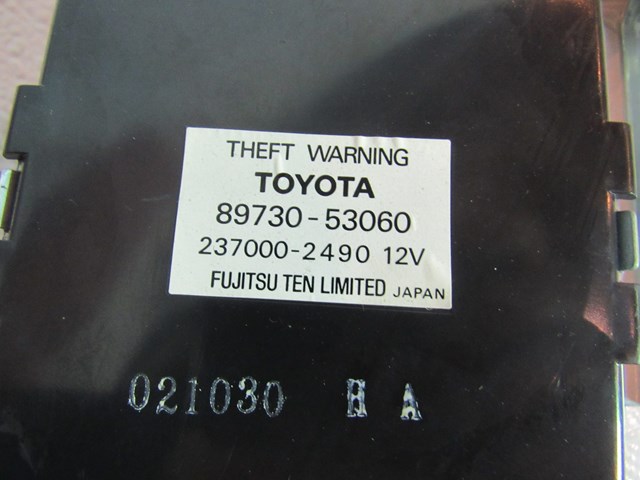 THEFT WARNING
TOYOTA
89730-53060
237000-2490 12V
FUJITSU TEN LIMITED JAPAN
021030 H A